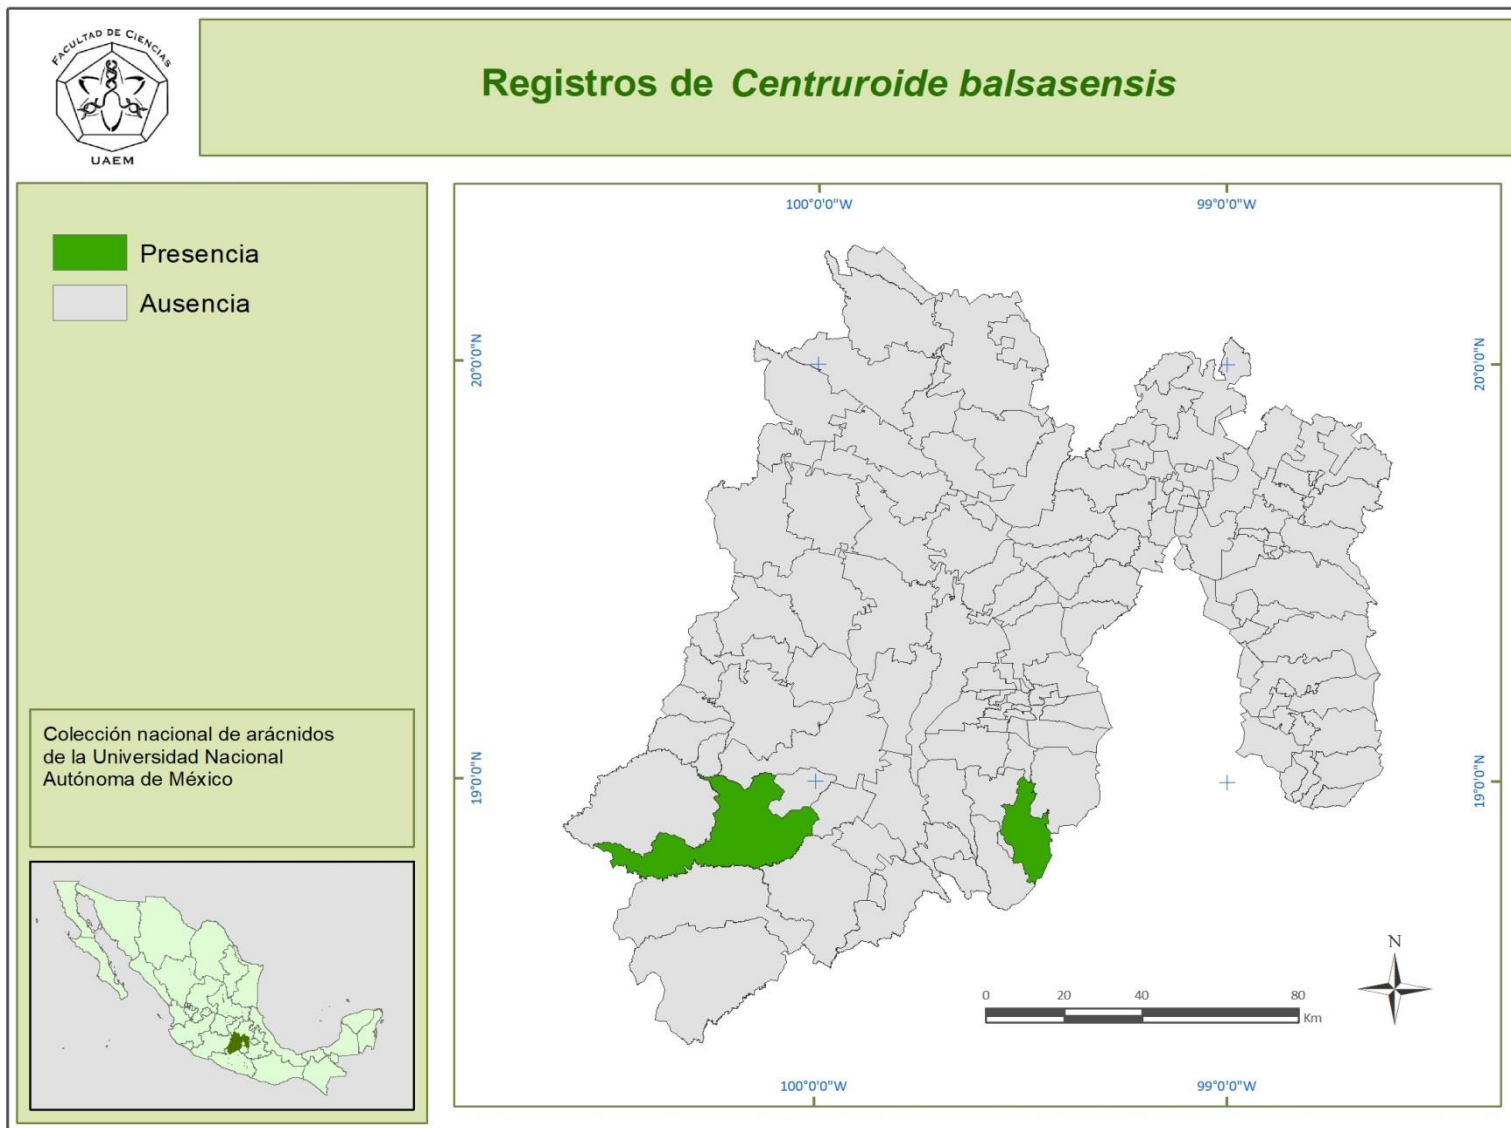 FACULTAD DE CIENCIAS
UAEM
Registros de Centruroide balsasensis
Presencia
Ausencia
Colección nacional de arácnidos
de la Universidad Nacional
Autónoma de México
100°0'0"W
99°0'0"W
20°0'0"N
20°0'0"N
19°0'0"N
19°0'0"N
N
0
20
40
80
Km
100°0'0"W
99°0'0"W